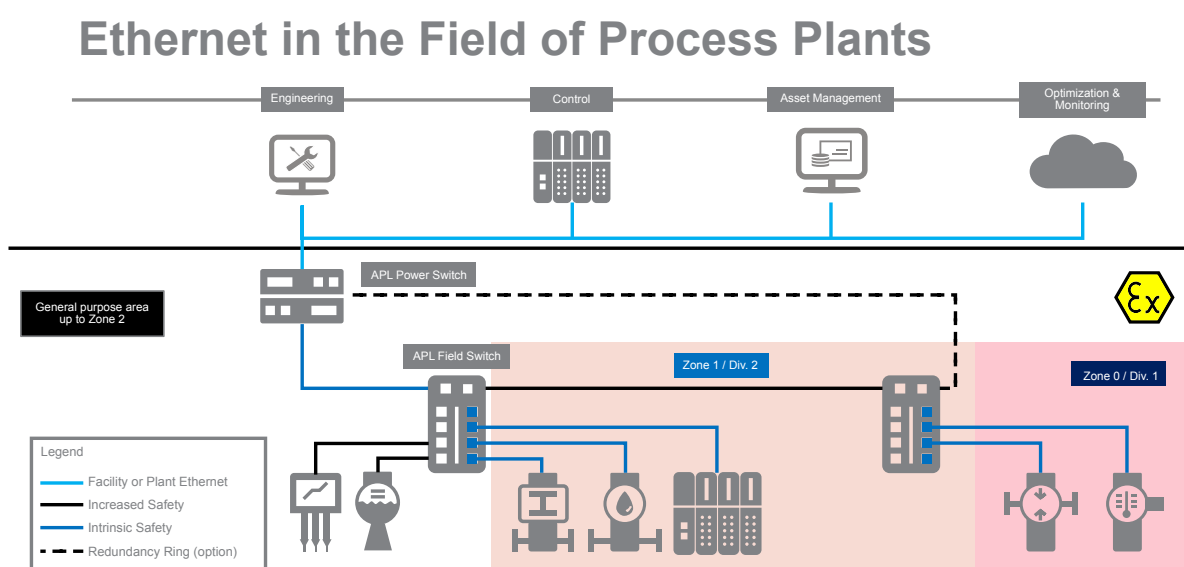 Ethernet in the Field of Process Plants
Engineering
Control
Asset Management
Optimization &
Monitoring
APL Power Switch
General purpose area
up to Zone 2
Ex
APL Field Switch
Zone 1 / Div. 2
Zone 0 / Div. 1
Legend
Facility or Plant Ethernet
Increased Safety
Intrinsic Safety
Redundancy Ring (option)